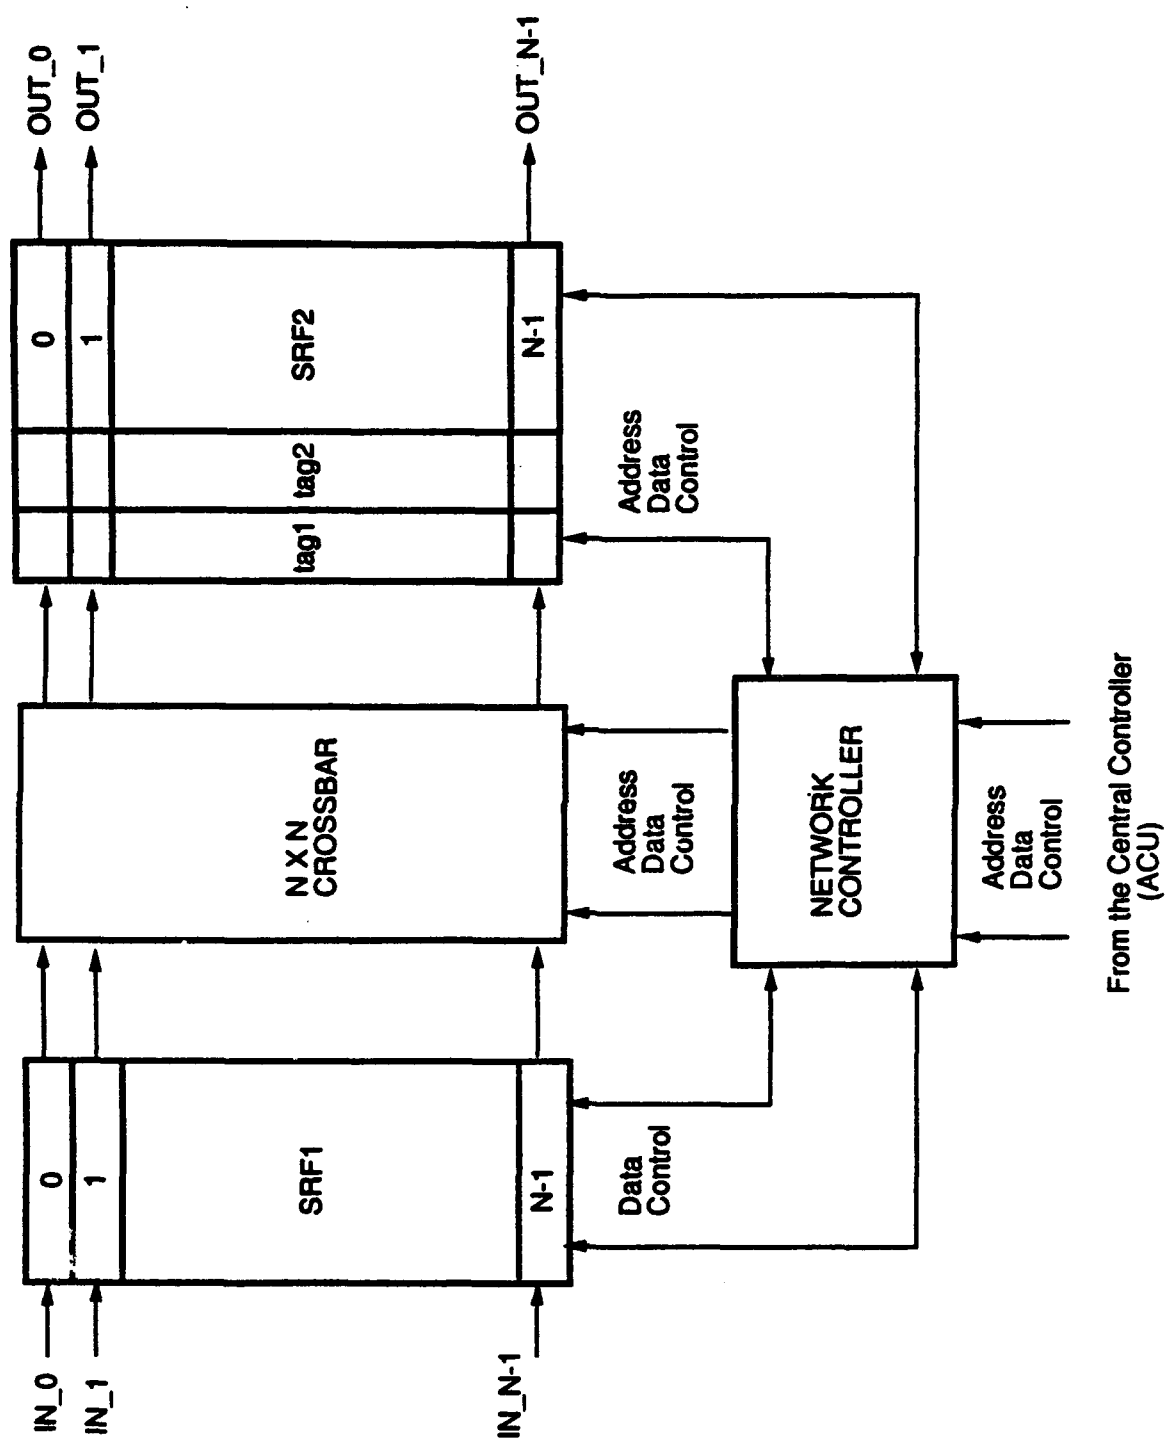 IN_0
IN_1
IN_N-1
0
1
SRF1
N-1
Data
Control
N X N
CROSSBAR
Address
Data
Control
tag1
tag2
0
1
SRF2
N-1
Address
Data
Control
OUT_0
OUT_1
OUT_N-1
NETWORK
CONTROLLER
Address
Data
Control
From the Central Controller
(ACU)